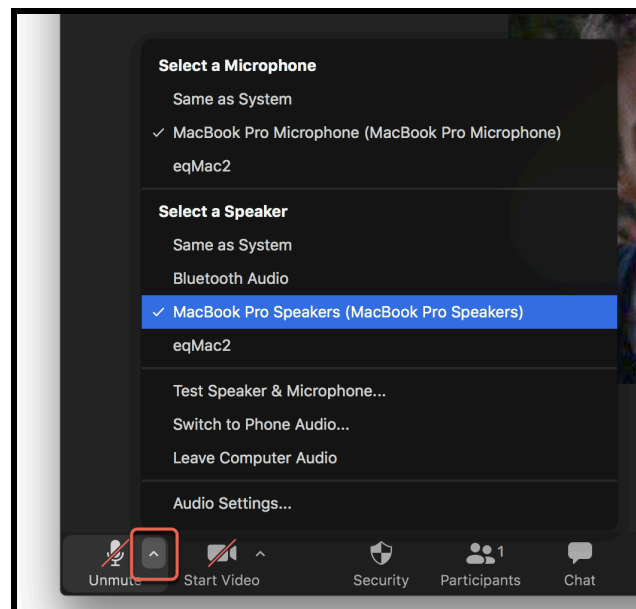 Select a Microphone
Same as System
✓ MacBook Pro Microphone (MacBook Pro Microphone)
eqMac2
Select a Speaker
Same as System
Bluetooth Audio
✓ MacBook Pro Speakers (MacBook Pro Speakers)
eqMac2
Test Speaker & Microphone...
Switch to Phone Audio...
Leave Computer Audio
Audio Settings...
1
Unmute Start Video Security Participants Chat